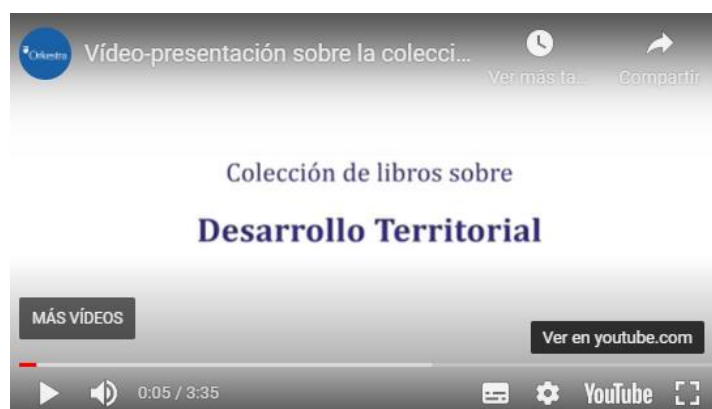 Orkestra
Vídeo-presentación sobre la colecci...
Ver más ta...
Compartir
Colección de libros sobre
Desarrollo Territorial
MÁS VÍDEOS
Ver en youtube.com
0:05 / 3:35
YouTube